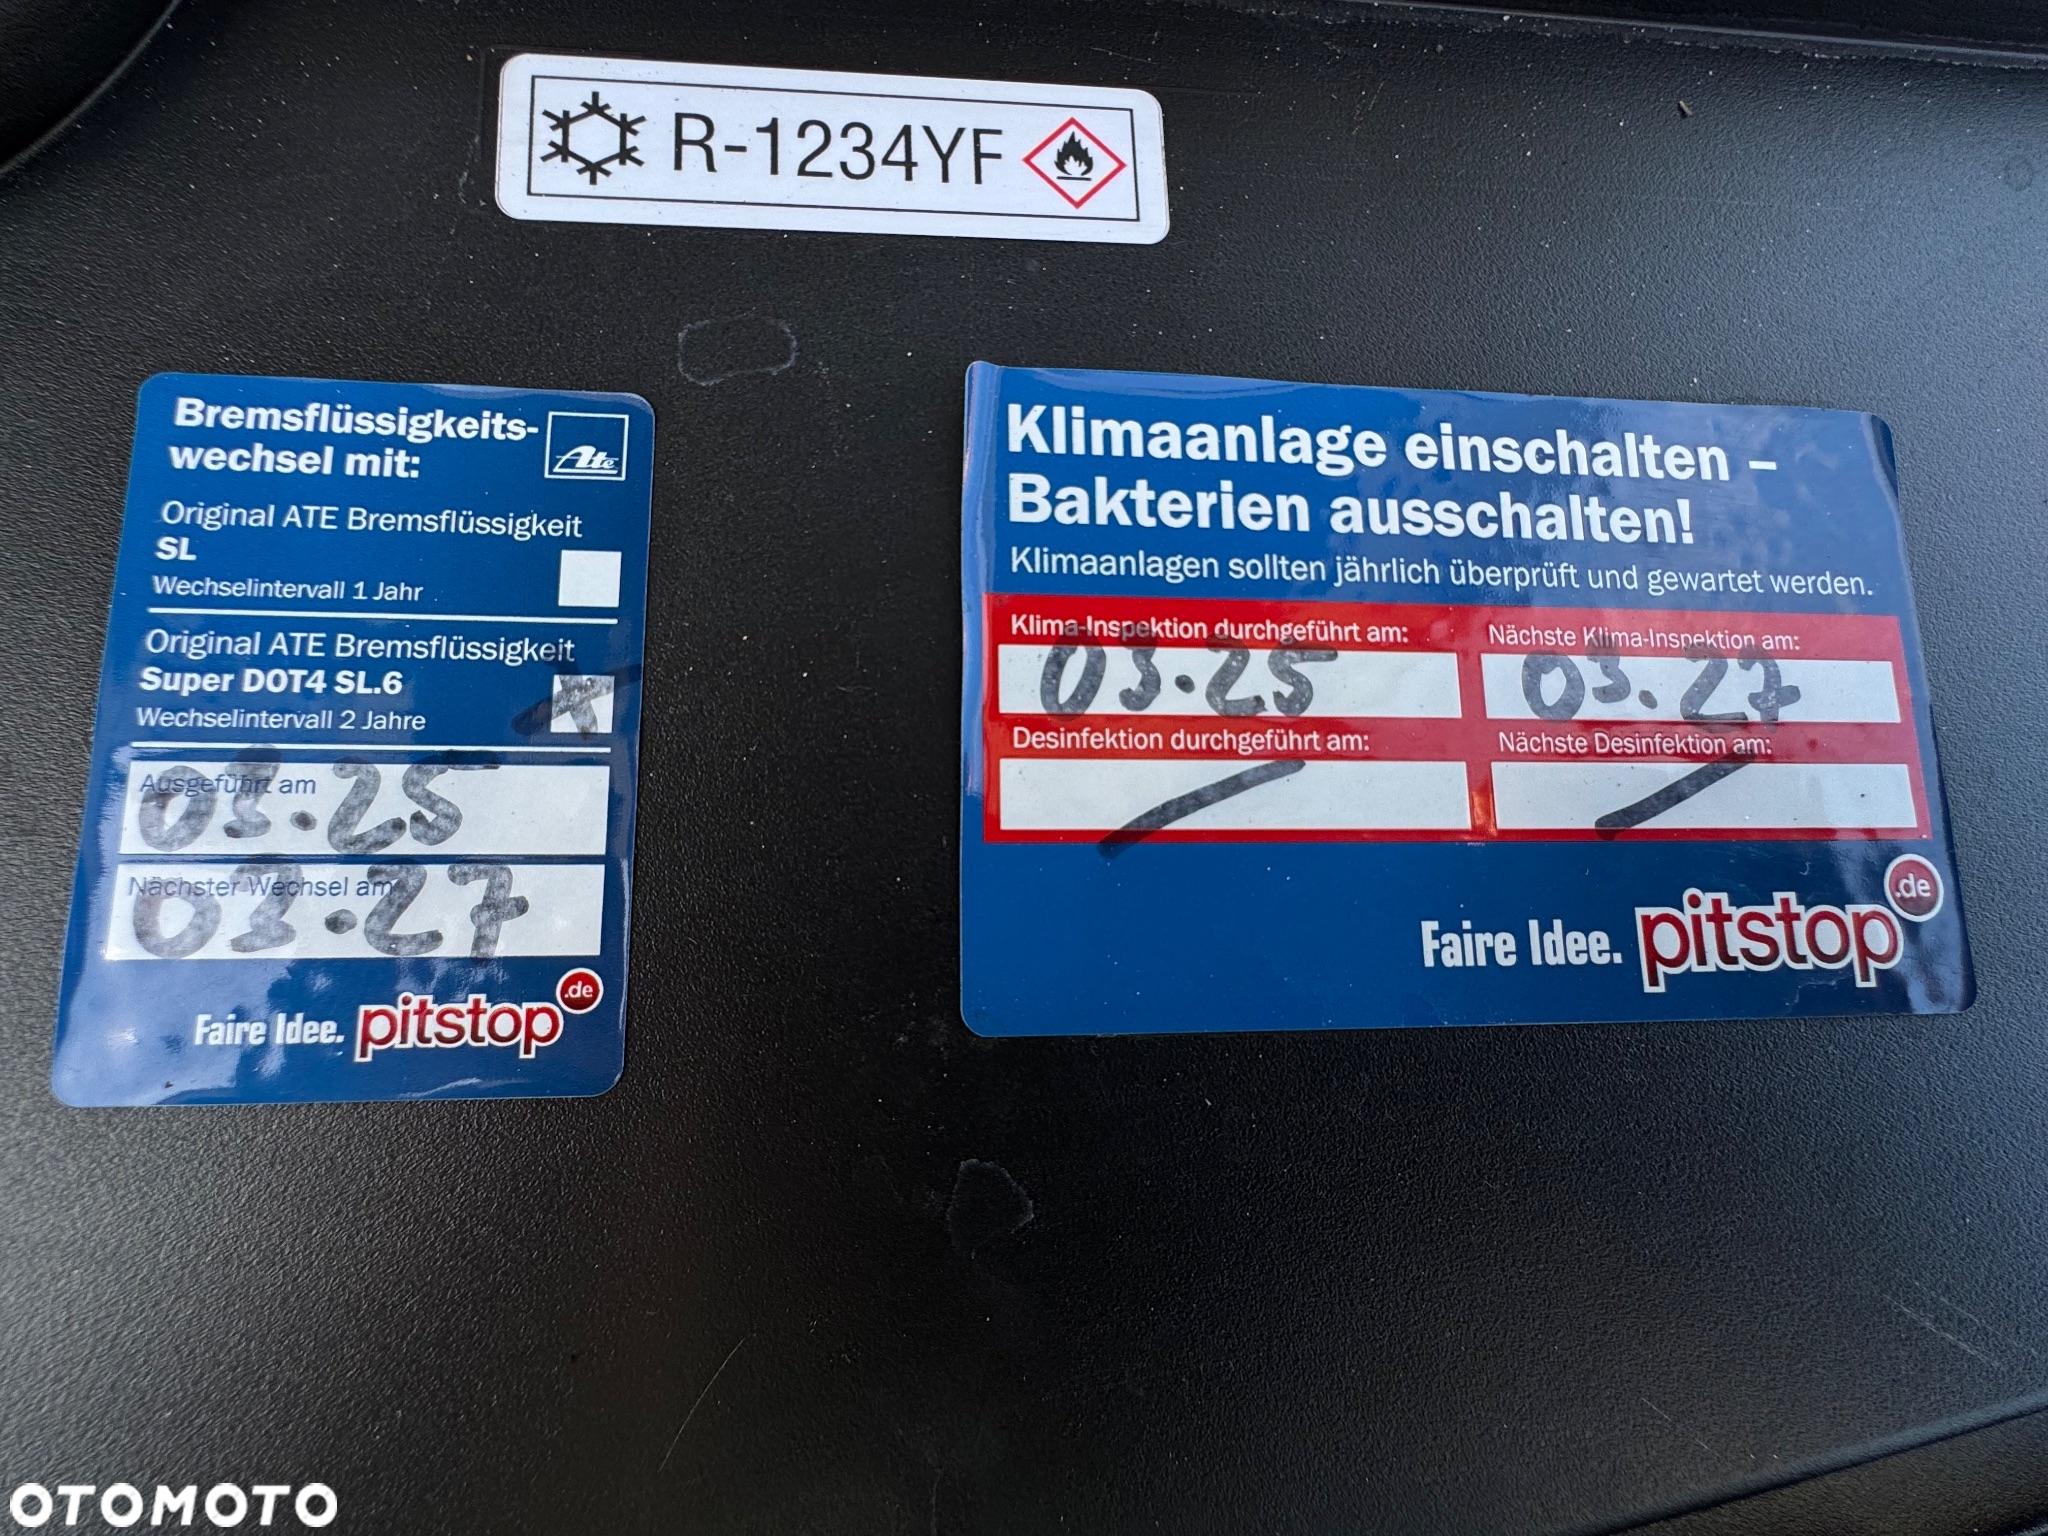 R-1234YF
Bremsflüssigkeits-
wechsel mit:
Ate
Original ATE Bremsflüssigkeit
SL
Wechselintervall 1 Jahr
Original ATE Bremsflüssigkeit
Super DOT4 SL.6
Wechselintervall 2 Jahre
Ausgeführt am
03.25
Nächster Wechsel am
03.27
Faire Idee. pitstop.de
Klimaanlage einschalten –
Bakterien ausschalten!
Klimaanlagen sollten jährlich überprüft und gewartet werden.
Klima-Inspektion durchgeführt am:
03.25
Nächste Klima-Inspektion am:
03.27
Desinfektion durchgeführt am:
Nächste Desinfektion am:
Faire Idee. pitstop.de
OTOMOTO